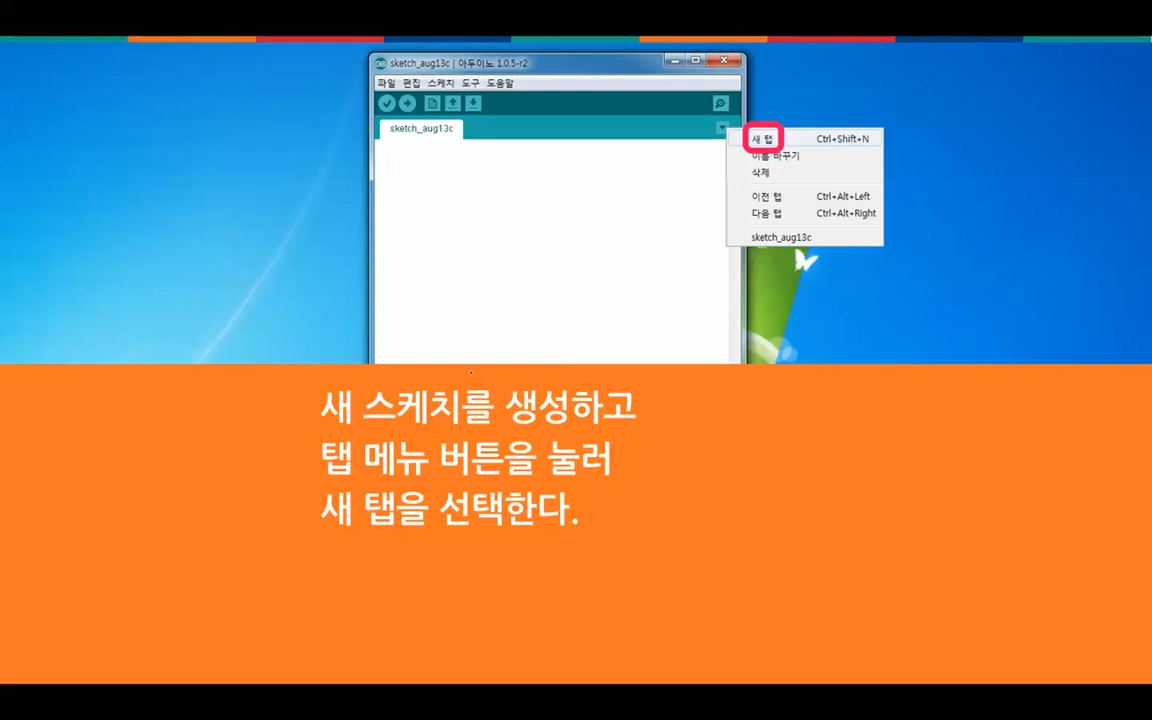 sketch_aug13c | 아두이노 1.0.5-r2
파일 편집 스케치 도구 도움말
sketch_aug13c
새 탭 Ctrl+Shift+N
이름 바꾸기
삭제
이전 탭 Ctrl+Alt+Left
다음 탭 Ctrl+Alt+Right
sketch_aug13c
새 스케치를 생성하고
탭 메뉴 버튼을 눌러
새 탭을 선택한다.